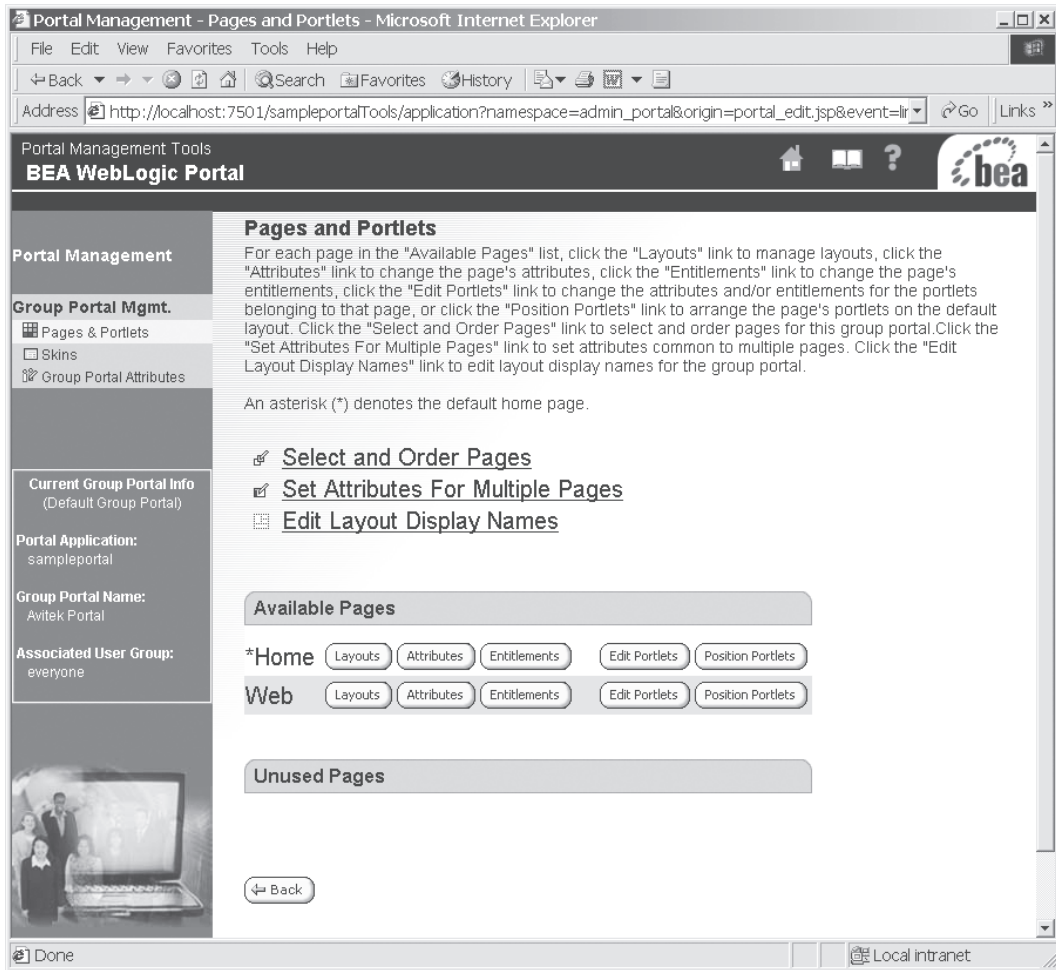 Portal Management - Pages and Portlets - Microsoft Internet Explorer
File Edit View Favorites Tools Help
Back Search Favorites History
Address http://localhost:7501/sampleportalTools/application?namespace=admin_portal&origin=portal_edit.jsp&event=lir Go Links »
Portal Management Tools
BEA WebLogic Portal
bea
Portal Management
Group Portal Mgmt.
Pages & Portlets
Skins
Group Portal Attributes
Current Group Portal Info
(Default Group Portal)
Portal Application:
sampleportal
Group Portal Name:
Avitek Portal
Associated User Group:
everyone
Pages and Portlets
For each page in the "Available Pages" list, click the "Layouts" link to manage layouts, click the
"Attributes" link to change the page's attributes, click the "Entitlements" link to change the page's
entitlements, click the "Edit Portlets" link to change the attributes and/or entitlements for the portlets
belonging to that page, or click the "Position Portlets" link to arrange the page's portlets on the default
layout. Click the "Select and Order Pages" link to select and order pages for this group portal.Click the
"Set Attributes For Multiple Pages" link to set attributes common to multiple pages. Click the "Edit
Layout Display Names" link to edit layout display names for the group portal.
An asterisk (*) denotes the default home page.
Select and Order Pages
Set Attributes For Multiple Pages
Edit Layout Display Names
Available Pages
*Home Layouts Attributes Entitlements Edit Portlets Position Portlets
Web Layouts Attributes Entitlements Edit Portlets Position Portlets
Unused Pages
Back
Done Local intranet